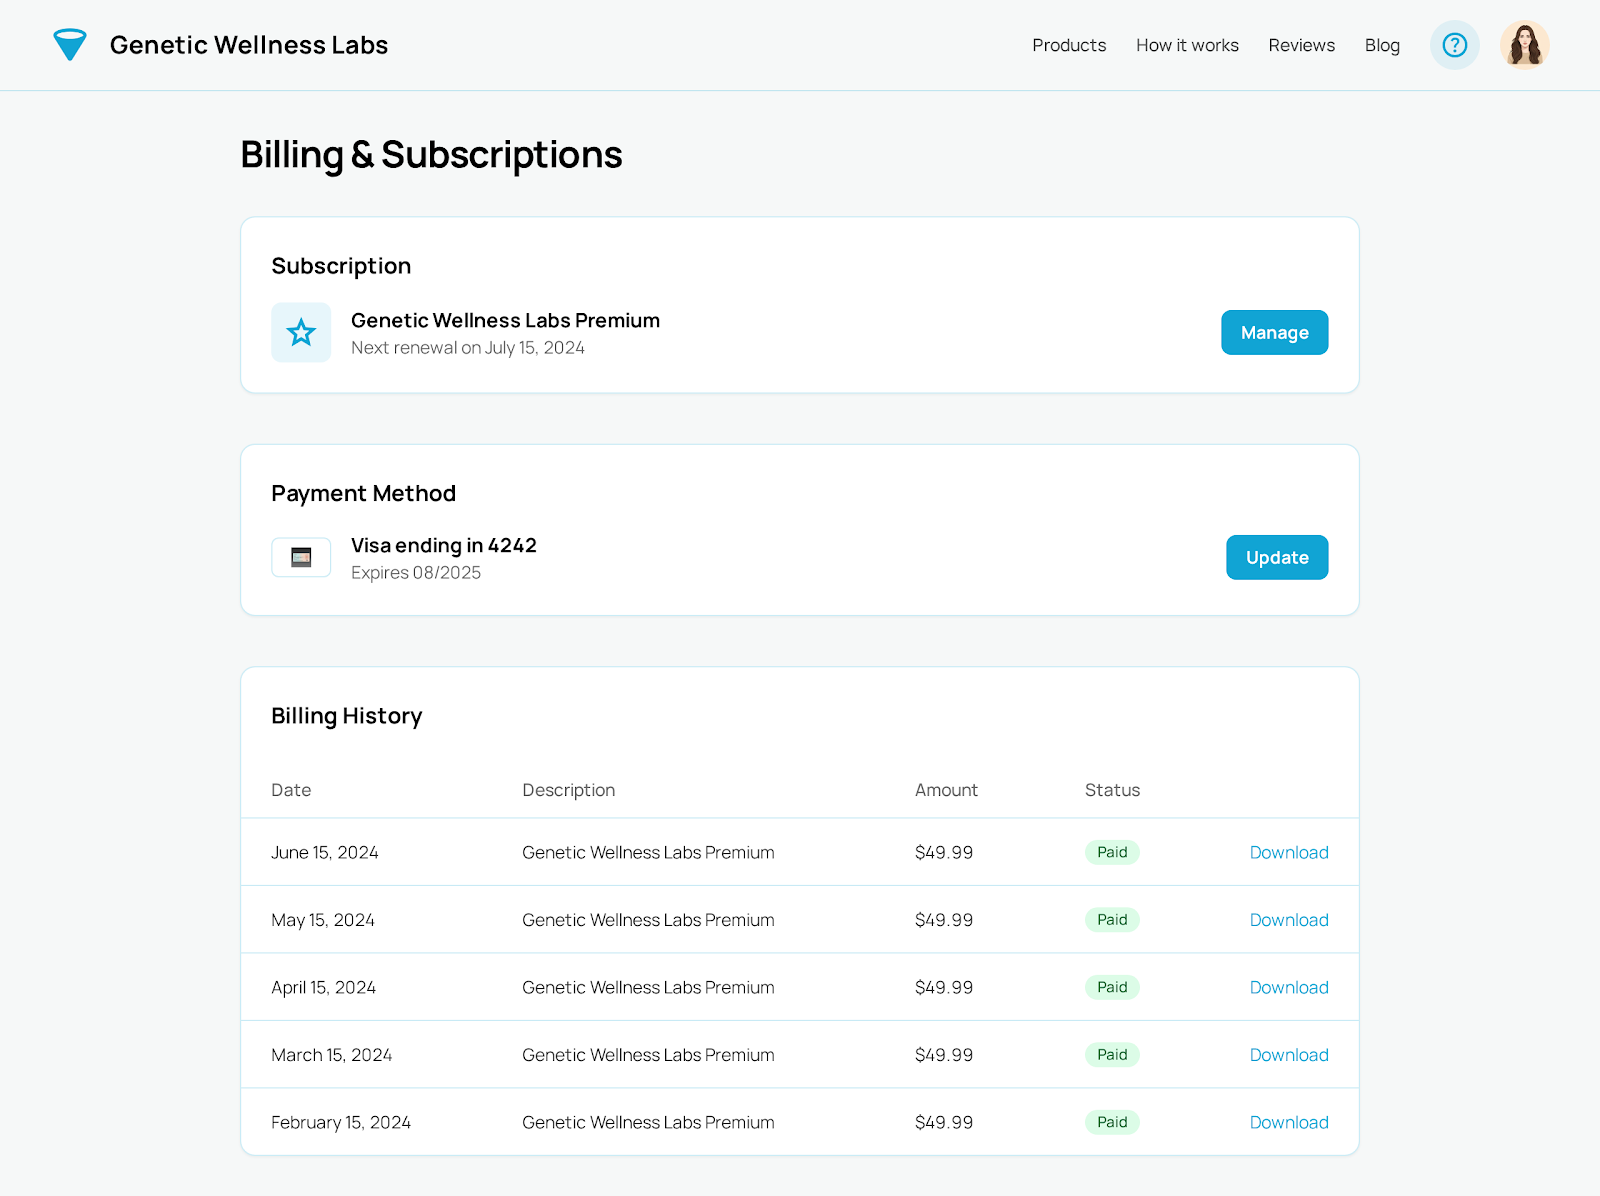 Genetic Wellness Labs
Products How it works Reviews Blog
Billing & Subscriptions
Subscription
Genetic Wellness Labs Premium
Next renewal on July 15, 2024
Manage
Payment Method
Visa ending in 4242
Expires 08/2025
Update
Billing History
Date Description Amount Status
June 15, 2024 Genetic Wellness Labs Premium $49.99 Paid Download
May 15, 2024 Genetic Wellness Labs Premium $49.99 Paid Download
April 15, 2024 Genetic Wellness Labs Premium $49.99 Paid Download
March 15, 2024 Genetic Wellness Labs Premium $49.99 Paid Download
February 15, 2024 Genetic Wellness Labs Premium $49.99 Paid Download